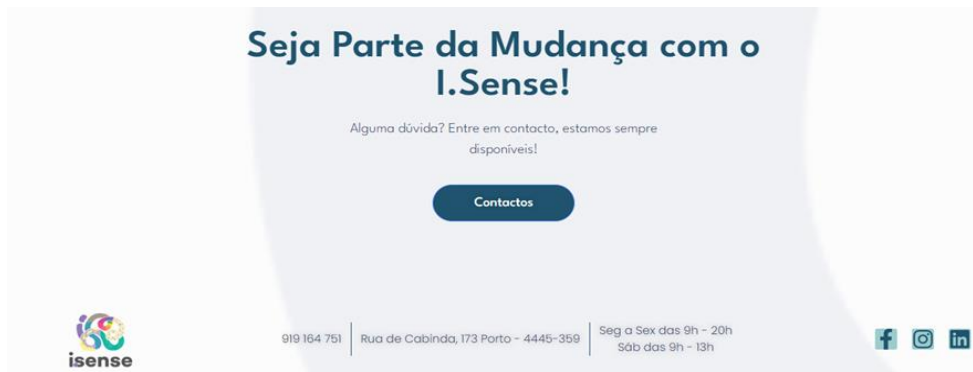 Seja Parte da Mudança com o
I.Sense!
Alguma dúvida? Entre em contacto, estamos sempre
disponíveis!
Contactos
isense
919 164 751
Rua de Cabinda, 173 Porto - 4445-359
Seg a Sex das 9h - 20h
Sáb das 9h - 13h